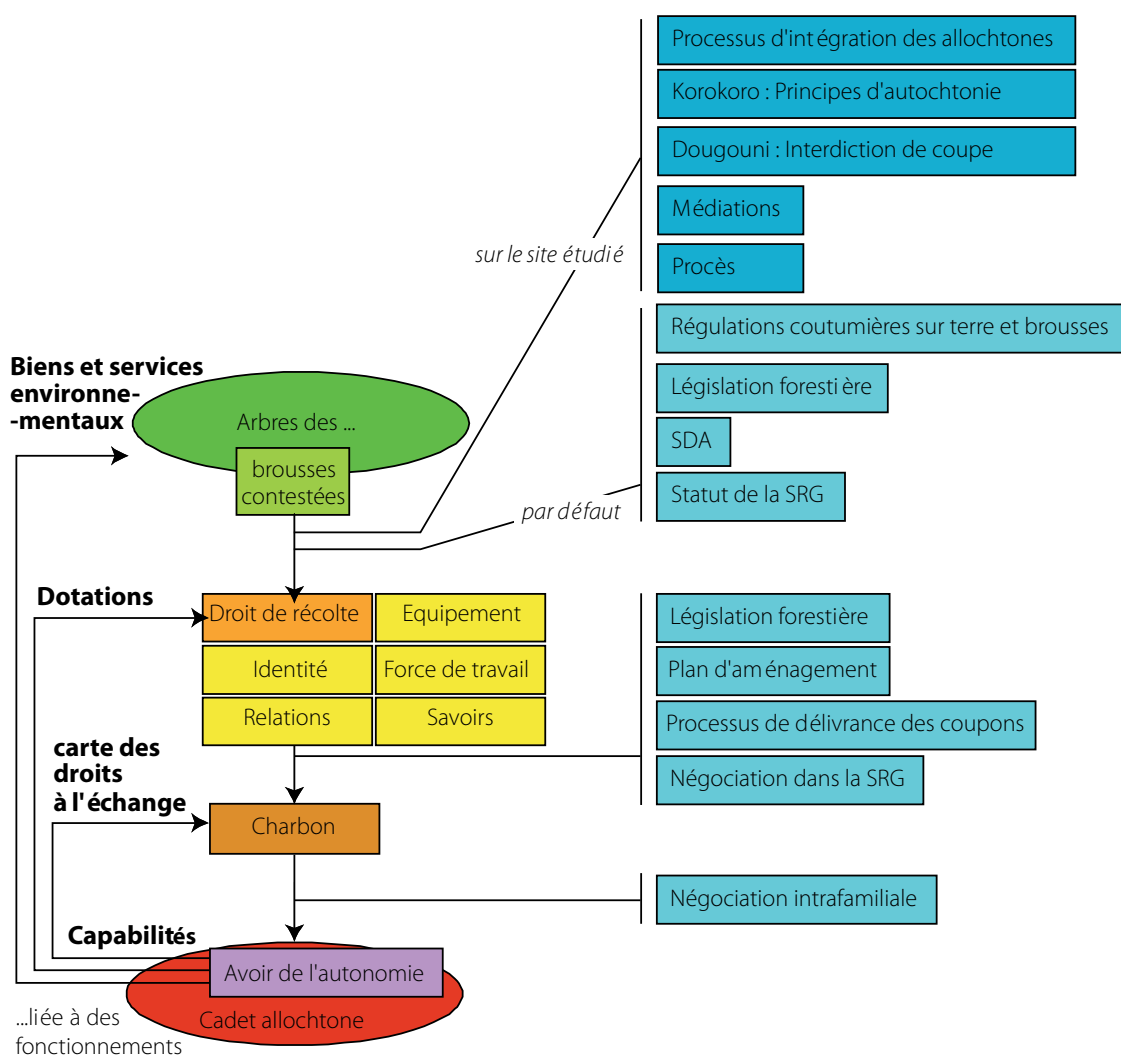 Processus d'intégration des allochtones
Korokoro : Principes d'autochtonie
Dougouni : Interdiction de coupe
Médiations
Procès
sur le site étudié
Régulations coutumières sur terre et brousses
Législation forestière
SDA
Statut de la SRG
par défaut
Biens et services
environne-
-mentaux
Arbres des ...
brousses
contestées
Dotations
Droit de récolte
Equipement
Identité
Force de travail
Relations
Savoirs
Législation forestière
Plan d'aménagement
Processus de délivrance des coupons
Négociation dans la SRG
carte des
droits
à l'échange
Charbon
Négociation intrafamiliale
Capabilités
Avoir de l'autonomie
Cadet allochtone
...liée à des
fonctionnements